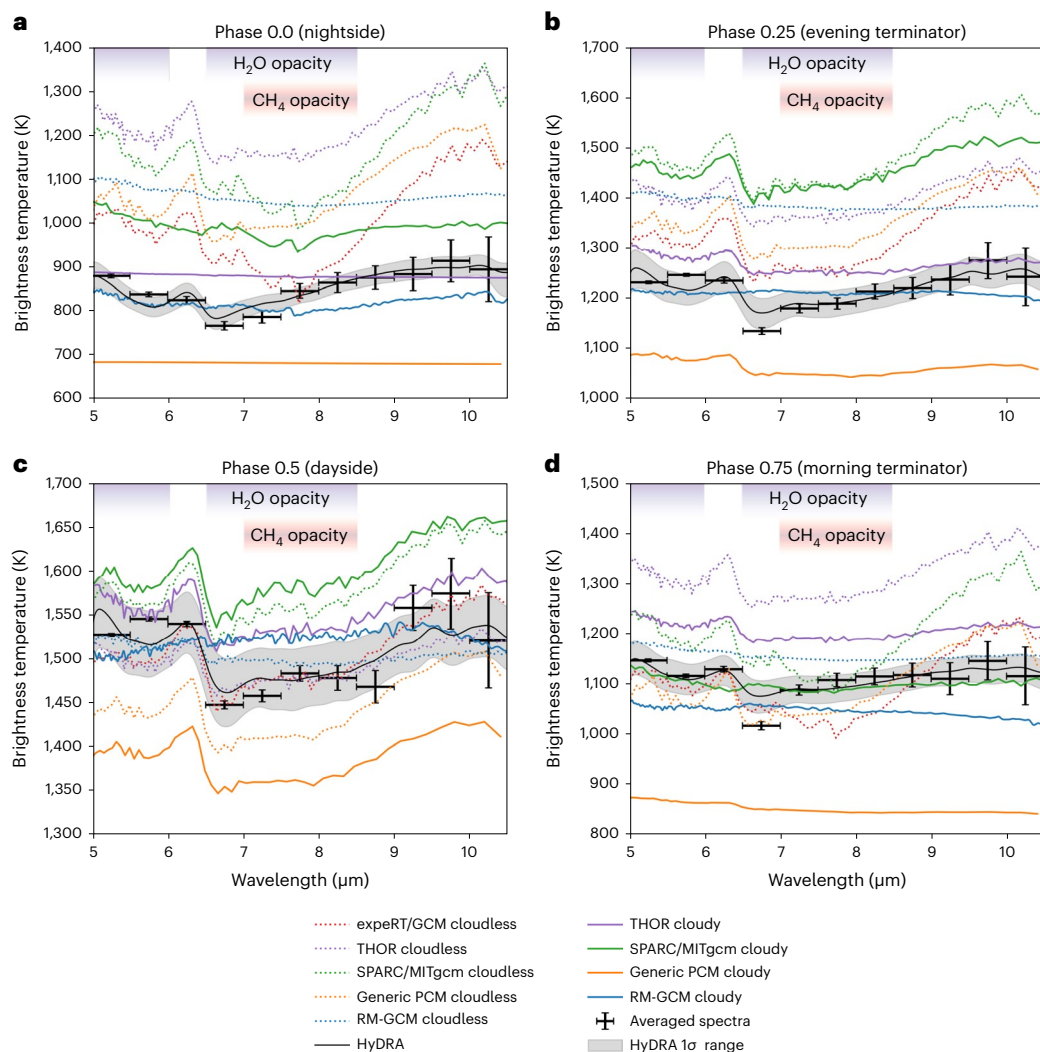 a
Phase 0.0 (nightside)
1,400
1,300
1,200
1,100
1,000
900
800
700
600
Brightness temperature (K)
H₂O opacity
CH₄ opacity
5 6 7 8 9 10
b
Phase 0.25 (evening terminator)
1,700
1,600
1,500
1,400
1,300
1,200
1,100
1,000
Brightness temperature (K)
H₂O opacity
CH₄ opacity
5 6 7 8 9 10
c
Phase 0.5 (dayside)
1,700
1,650
1,600
1,550
1,500
1,450
1,400
1,350
1,300
Brightness temperature (K)
H₂O opacity
CH₄ opacity
5 6 7 8 9 10
Wavelength (µm)
d
Phase 0.75 (morning terminator)
1,500
1,400
1,300
1,200
1,100
1,000
900
800
Brightness temperature (K)
H₂O opacity
CH₄ opacity
5 6 7 8 9 10
Wavelength (µm)
expeRT/GCM cloudless
THOR cloudless
SPARC/MITgcm cloudless
Generic PCM cloudless
RM-GCM cloudless
HyDRA
THOR cloudy
SPARC/MITgcm cloudy
Generic PCM cloudy
RM-GCM cloudy
Averaged spectra
HyDRA 1σ range